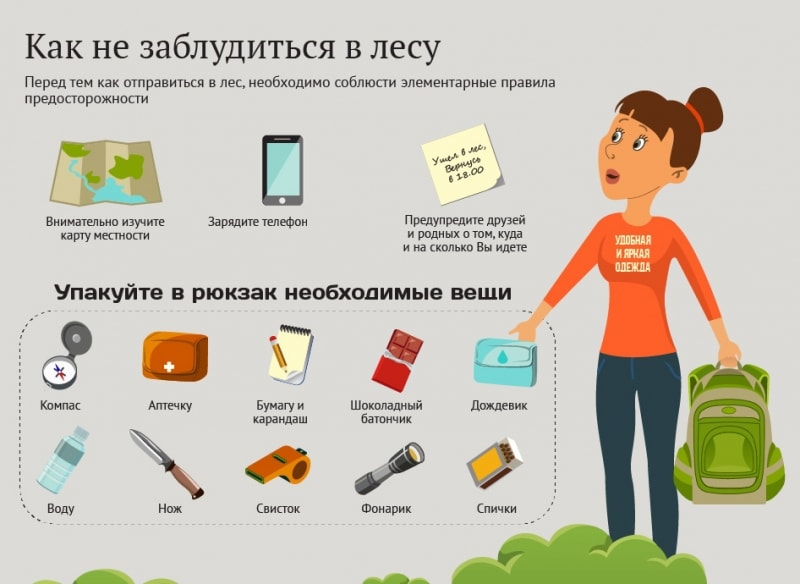 Как не заблудиться в лесу
Перед тем как отправиться в лес, необходимо соблюсти элементарные правила
предосторожности
Ушел в лес,
Вернусь
в 18.00
Внимательно изучите
карту местности
Зарядите телефон
Предупредите друзей
и родных о том, куда
и на сколько Вы идете
УДОБНАЯ
И ЯРКАЯ
ОДЕЖДА
Упакуйте в рюкзак необходимые вещи
Компас
Аптечку
Бумагу и
карандаш
Шоколадный
батончик
Дождевик
Воду
Нож
Свисток
Фонарик
Спички